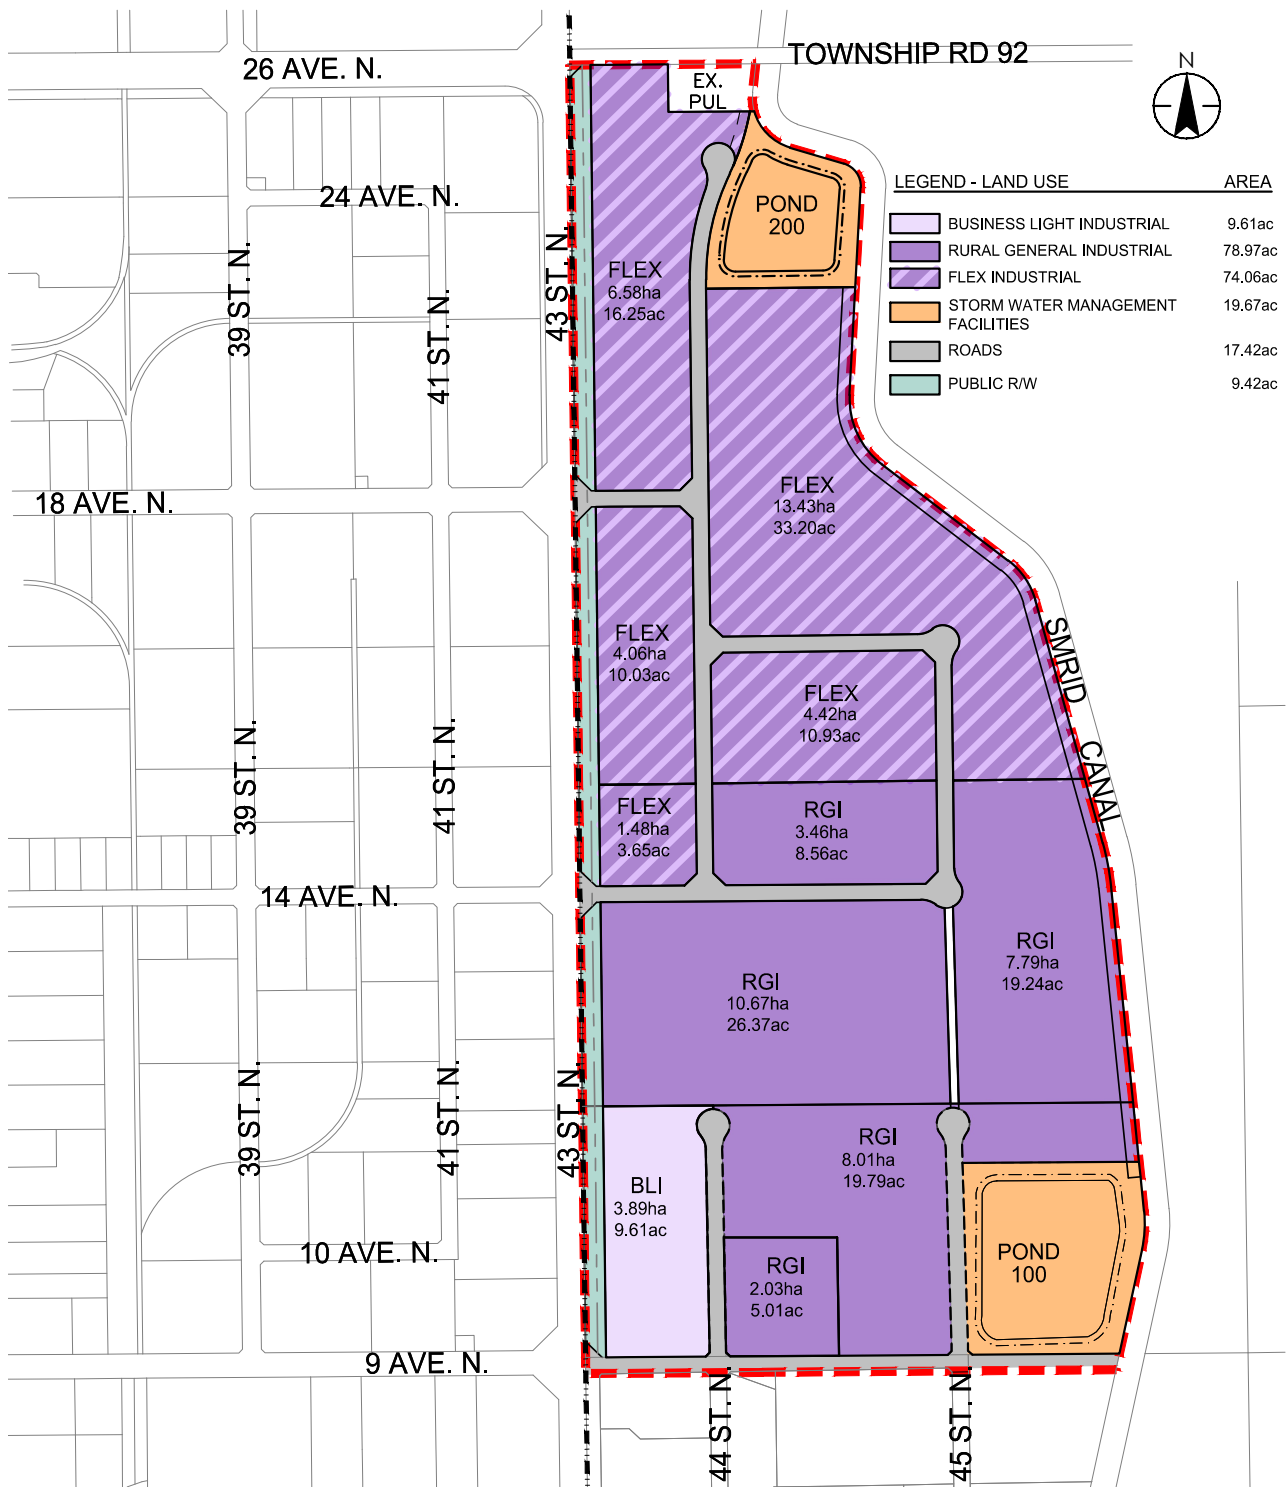 TOWNSHIP RD 92
26 AVE. N.
N
EX.
PUL
LEGEND - LAND USE AREA
BUSINESS LIGHT INDUSTRIAL 9.61ac
RURAL GENERAL INDUSTRIAL 78.97ac
FLEX INDUSTRIAL 74.06ac
STORM WATER MANAGEMENT 19.67ac
FACILITIES
ROADS 17.42ac
PUBLIC R/W 9.42ac
24 AVE. N.
POND
200
39 ST. N.
41 ST. N.
43 ST. N.
FLEX
6.58ha
16.25ac
18 AVE. N.
FLEX
13.43ha
33.20ac
FLEX
4.06ha
10.03ac
SMRID CANAL
FLEX
4.42ha
10.93ac
39 ST. N.
41 ST. N.
FLEX
1.48ha
3.65ac
RGI
3.46ha
8.56ac
14 AVE. N.
RGI
7.79ha
19.24ac
RGI
10.67ha
26.37ac
39 ST. N.
41 ST. N.
43 ST. N.
RGI
8.01ha
19.79ac
BLI
3.89ha
9.61ac
10 AVE. N.
POND
100
RGI
2.03ha
5.01ac
9 AVE. N.
44 ST. N.
45 ST. N.